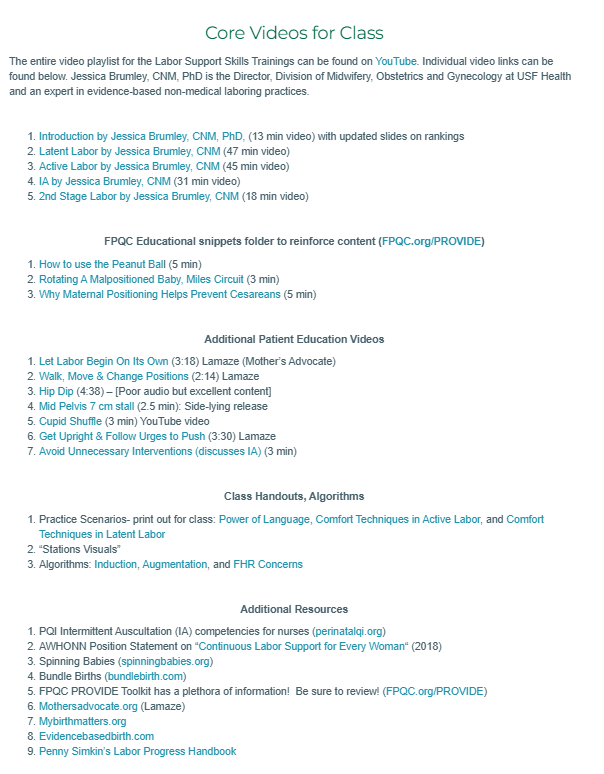 Core Videos for Class
The entire video playlist for the Labor Support Skills Trainings can be found on YouTube. Individual video links can be
found below. Jessica Brumley, CNM, PhD is the Director, Division of Midwifery, Obstetrics and Gynecology at USF Health
and an expert in evidence-based non-medical laboring practices.
1. Introduction by Jessica Brumley, CNM, PhD, (13 min video) with updated slides on rankings
2. Latent Labor by Jessica Brumley, CNM (47 min video)
3. Active Labor by Jessica Brumley, CNM (45 min video)
4. IA by Jessica Brumley, CNM (31 min video)
5. 2nd Stage Labor by Jessica Brumley, CNM (18 min video)
FPQC Educational snippets folder to reinforce content (FPQC.org/PROVIDE)
1. How to use the Peanut Ball (5 min)
2. Rotating A Malpositioned Baby, Miles Circuit (3 min)
3. Why Maternal Positioning Helps Prevent Cesareans (5 min)
Additional Patient Education Videos
1. Let Labor Begin On Its Own (3:18) Lamaze (Mother's Advocate)
2. Walk, Move & Change Positions (2:14) Lamaze
3. Hip Dip (4:38) – [Poor audio but excellent content]
4. Mid Pelvis 7 cm stall (2.5 min): Side-lying release
5. Cupid Shuffle (3 min) YouTube video
6. Get Upright & Follow Urges to Push (3:30) Lamaze
7. Avoid Unnecessary Interventions (discusses IA) (3 min)
Class Handouts, Algorithms
1. Practice Scenarios- print out for class: Power of Language, Comfort Techniques in Active Labor, and Comfort
Techniques in Latent Labor
2. “Stations Visuals”
3. Algorithms: Induction, Augmentation, and FHR Concerns
Additional Resources
1. PQI Intermittent Auscultation (IA) competencies for nurses (perinatalqi.org)
2. AWHONN Position Statement on “Continuous Labor Support for Every Woman“ (2018)
3. Spinning Babies (spinningbabies.org)
4. Bundle Births (bundlebirth.com)
5. FPQC PROVIDE Toolkit has a plethora of information! Be sure to review! (FPQC.org/PROVIDE)
6. Mothersadvocate.org (Lamaze)
7. Mybirthmatters.org
8. Evidencebasedbirth.com
9. Penny Simkin's Labor Progress Handbook